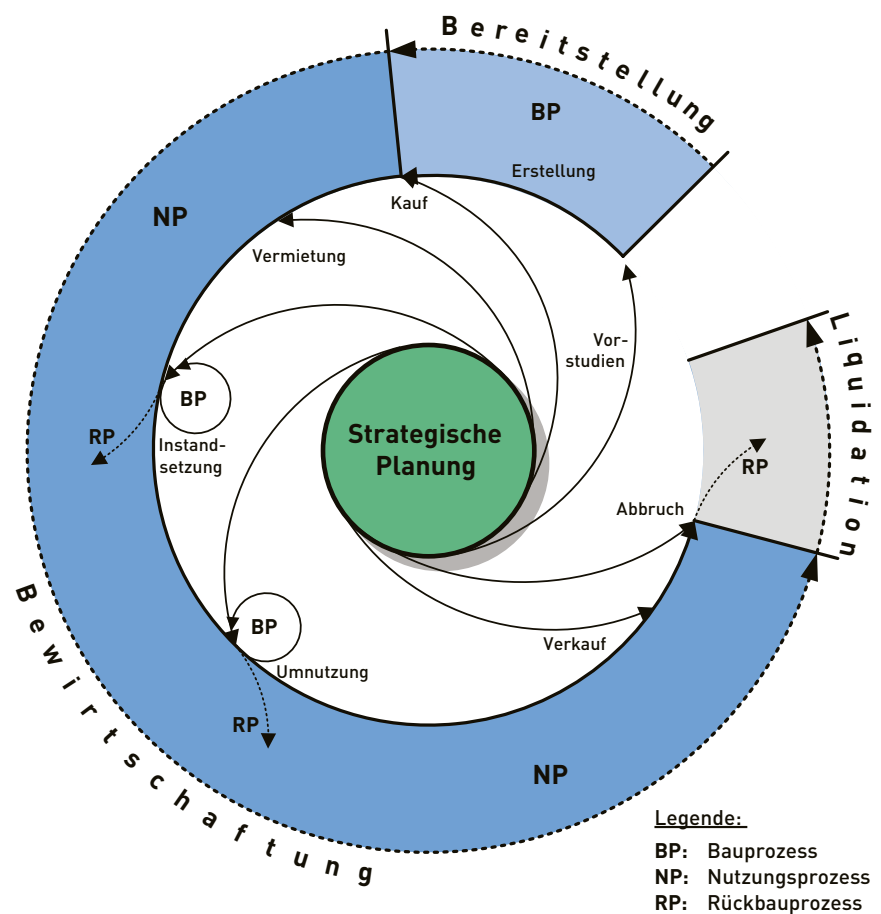 Bereitstellung
BP
Erstellung
Kauf
NP
Vermietung
Vor-
studien
Liquidation
BP
RP
Instand-
setzung
Strategische
Planung
RP
Abbruch
Bewirtschaftung
BP
Umnutzung
Verkauf
RP
NP
Legende:
BP: Bauprozess
NP: Nutzungsprozess
RP: Rückbauprozess